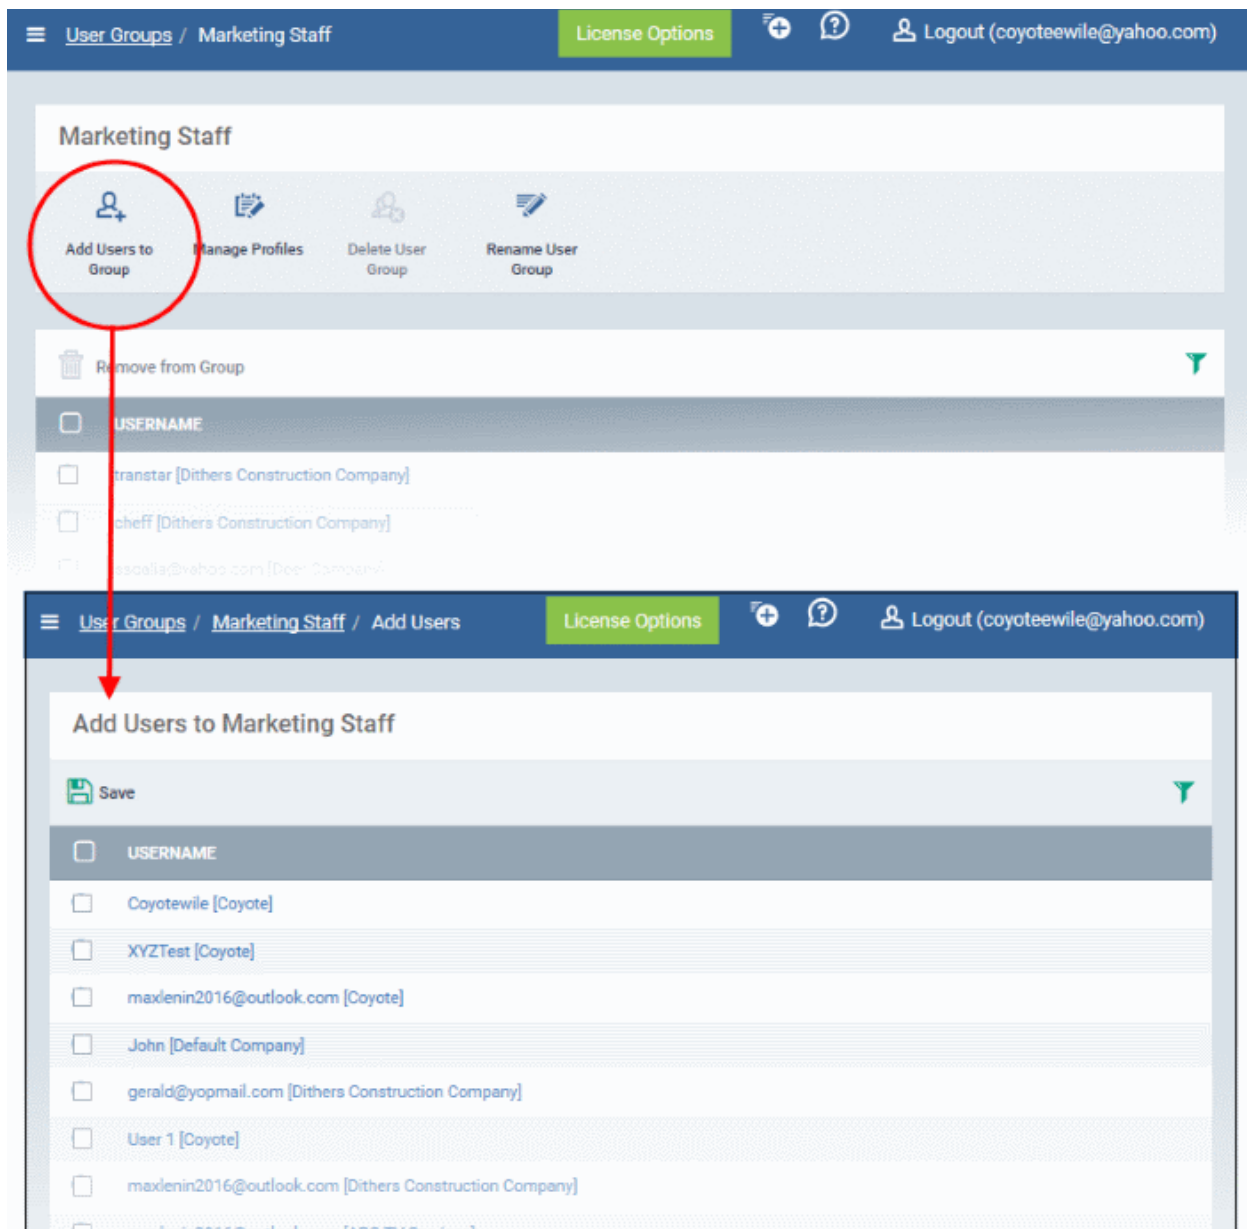 User Groups / Marketing Staff License Options Logout (coyoteewile@yahoo.com)
Marketing Staff
Add Users to Group
Manage Profiles
Delete User Group
Rename User Group
Remove from Group
USERNAME
transtar [Dithers Construction Company]
cheff [Dithers Construction Company]
User Groups / Marketing Staff / Add Users License Options Logout (coyoteewile@yahoo.com)
Add Users to Marketing Staff
Save
USERNAME
Coyotewile [Coyote]
XYZTest [Coyote]
maxlenin2016@outlook.com [Coyote]
John [Default Company]
gerald@yopmail.com [Dithers Construction Company]
User 1 [Coyote]
maxlenin2016@outlook.com [Dithers Construction Company]